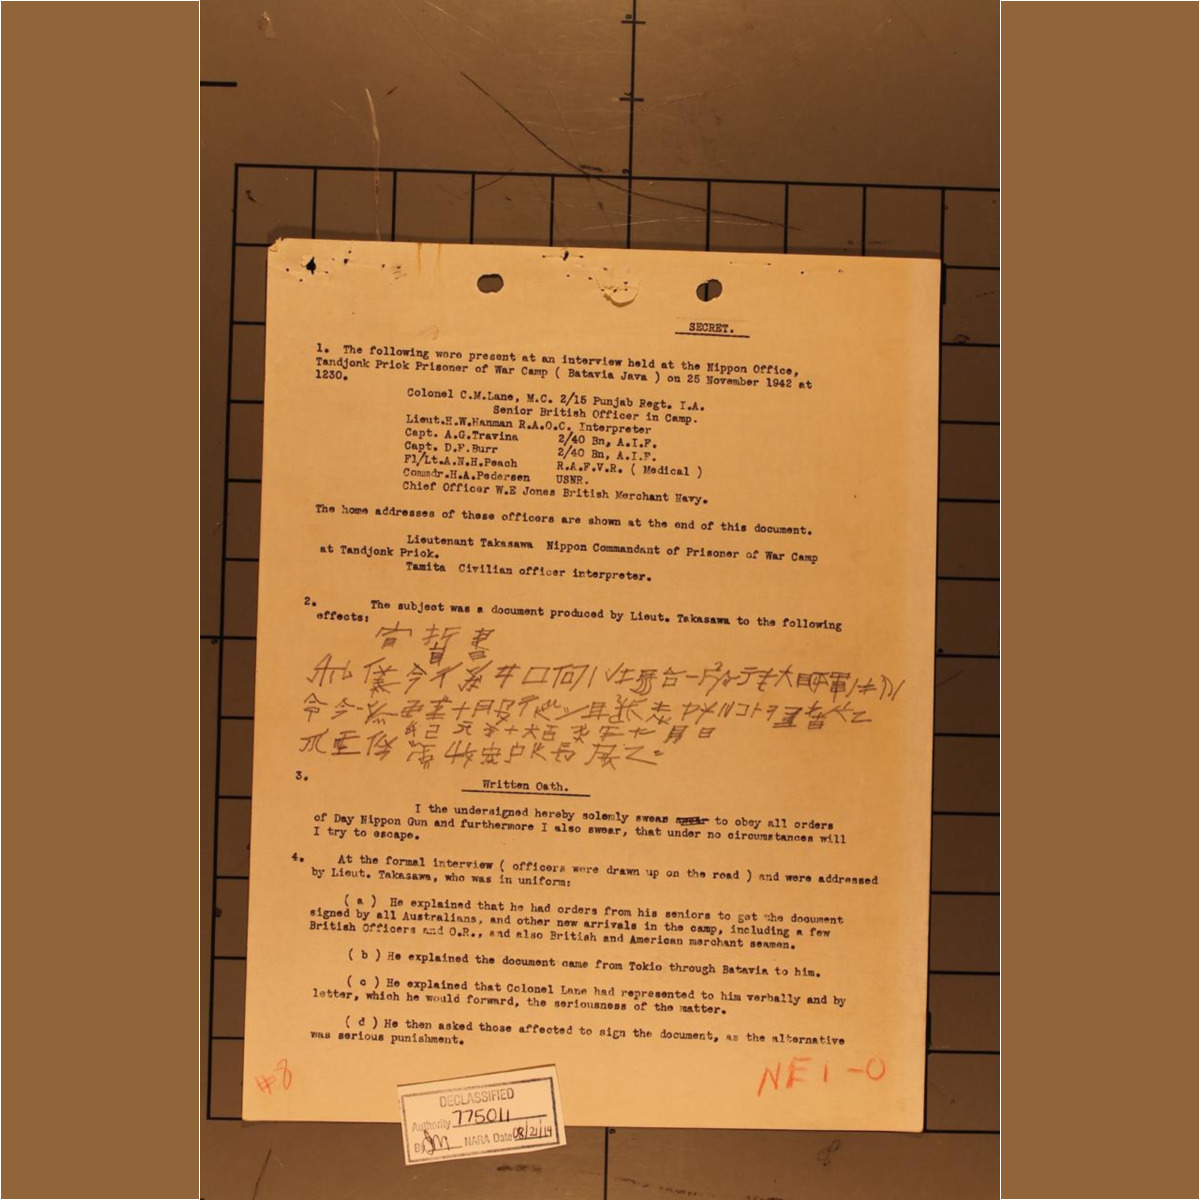 SECRET.
1. The following were present at an interview held at the Nippon Office,
Tandjonk Priok Prisoner of War Camp ( Batavia Java ) on 25 November 1942 at
1230.
Colonel C.M.Lane, M.C. 2/15 Punjab Regt. I.A.
Senior British Officer in Camp.
Lieut.H.W.Hanman R.A.O.C. Interpreter
Capt. A.G.Travina 2/40 Bn, A.I.F.
Capt. D.F.Burr 2/40 Bn, A.I.F.
Fl/Lt.A.N.H.Peach R.A.F.V.R. ( Medical )
Commdr.H.A.Pedersen USNR.
Chief Officer W.E Jones British Merchant Navy.
The home addresses of these officers are shown at the end of this document.
Lieutenant Takasawa Nippon Commandant of Prisoner of War Camp
at Tandjonk Priok.
Tamita Civilian officer interpreter.
2. The subject was a document produced by Lieut. Takasawa to the following
effects:
3. Written Oath.
I the undersigned hereby solemly swear to obey all orders
of Day Nippon Gun and furthermore I also swear, that under no circumstances will
I try to escape.
4. At the formal interview ( officers were drawn up on the road ) and were addressed
by Lieut. Takasawa, who was in uniform:
( a ) He explained that he had orders from his seniors to get the document
signed by all Australians, and other new arrivals in the camp, including a few
British Officers and O.R., and also British and American merchant seamen.
( b ) He explained the document came from Tokio through Batavia to him.
( c ) He explained that Colonel Lane had represented to him verbally and by
letter, which he would forward, the seriousness of the matter.
( d ) He then asked those affected to sign the document, as the alternative
was serious punishment.
#8
NEI-0
DECLASSIFIED
Authority 775011
By JM NARA Date 08/21/14